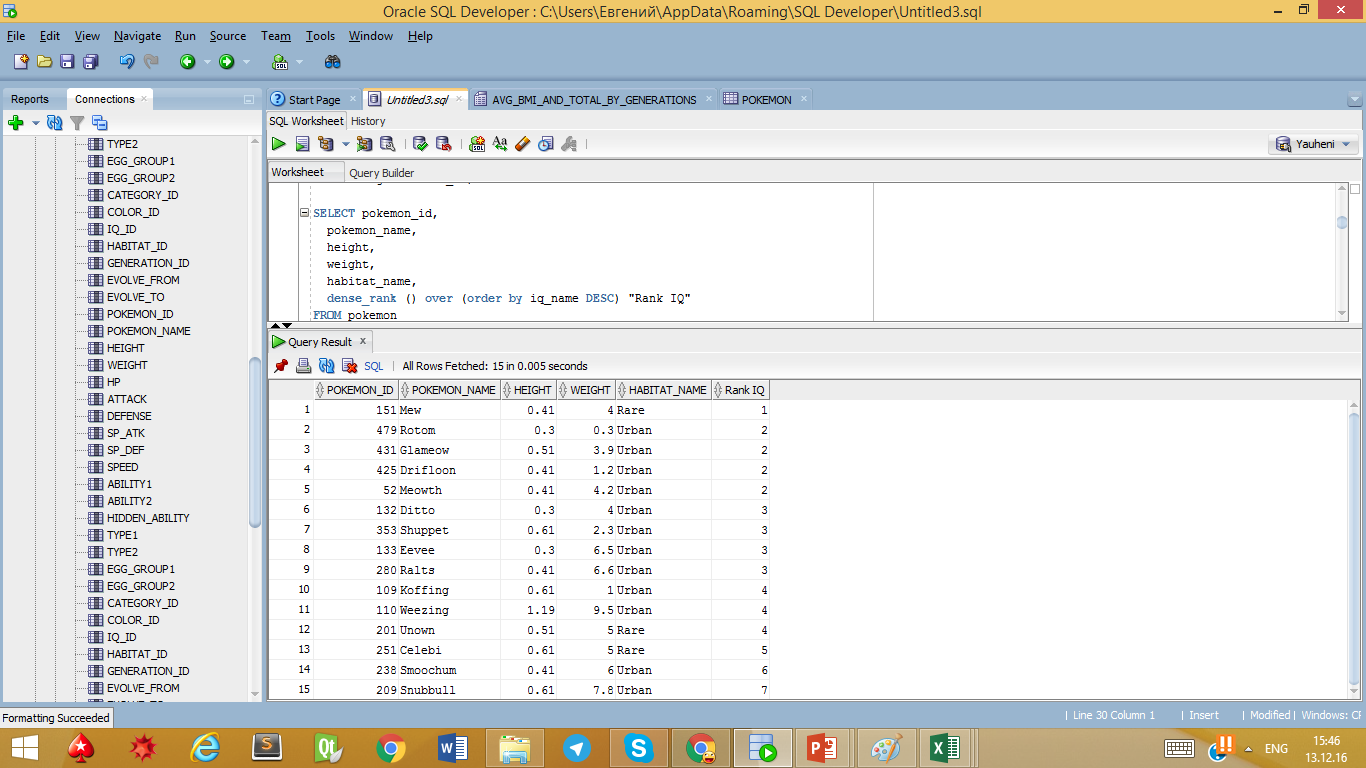 Oracle SQL Developer : C:\Users\Евгений\AppData\Roaming\SQL Developer\Untitled3.sql
File Edit View Navigate Run Source Team Tools Window Help
Reports Connections
Start Page Untitled3.sql AVG_BMI_AND_TOTAL_BY_GENERATIONS POKEMON
SQL Worksheet History
Yauheni
Worksheet Query Builder
TYPE2
EGG_GROUP1
EGG_GROUP2
CATEGORY_ID
COLOR_ID
IQ_ID
HABITAT_ID
GENERATION_ID
EVOLVE_FROM
EVOLVE_TO
POKEMON_ID
POKEMON_NAME
HEIGHT
WEIGHT
HP
ATTACK
DEFENSE
SP_ATK
SP_DEF
SPEED
ABILITY1
ABILITY2
HIDDEN_ABILITY
TYPE1
TYPE2
EGG_GROUP1
EGG_GROUP2
CATEGORY_ID
COLOR_ID
IQ_ID
HABITAT_ID
GENERATION_ID
EVOLVE_FROM
SELECT pokemon_id,
pokemon_name,
height,
weight,
habitat_name,
dense_rank () over (order by iq_name DESC) "Rank IQ"
FROM pokemon
Query Result
SQL | All Rows Fetched: 15 in 0.005 seconds
POKEMON_ID POKEMON_NAME HEIGHT WEIGHT HABITAT_NAME Rank IQ
1 151 Mew 0.41 4 Rare 1
2 479 Rotom 0.3 0.3 Urban 2
3 431 Glameow 0.51 3.9 Urban 2
4 425 Drifloon 0.41 1.2 Urban 2
5 52 Meowth 0.41 4.2 Urban 2
6 132 Ditto 0.3 4 Urban 3
7 353 Shuppet 0.61 2.3 Urban 3
8 133 Eevee 0.3 6.5 Urban 3
9 280 Ralts 0.41 6.6 Urban 3
10 109 Koffing 0.61 1 Urban 4
11 110 Weezing 1.19 9.5 Urban 4
12 201 Unown 0.51 5 Rare 4
13 251 Celebi 0.61 5 Rare 5
14 238 Smoochum 0.41 6 Urban 6
15 209 Snubbull 0.61 7.8 Urban 7
Formatting Succeeded
| Line 30 Column 1 | Insert | Modified | Windows:
ENG
15:46
13.12.16